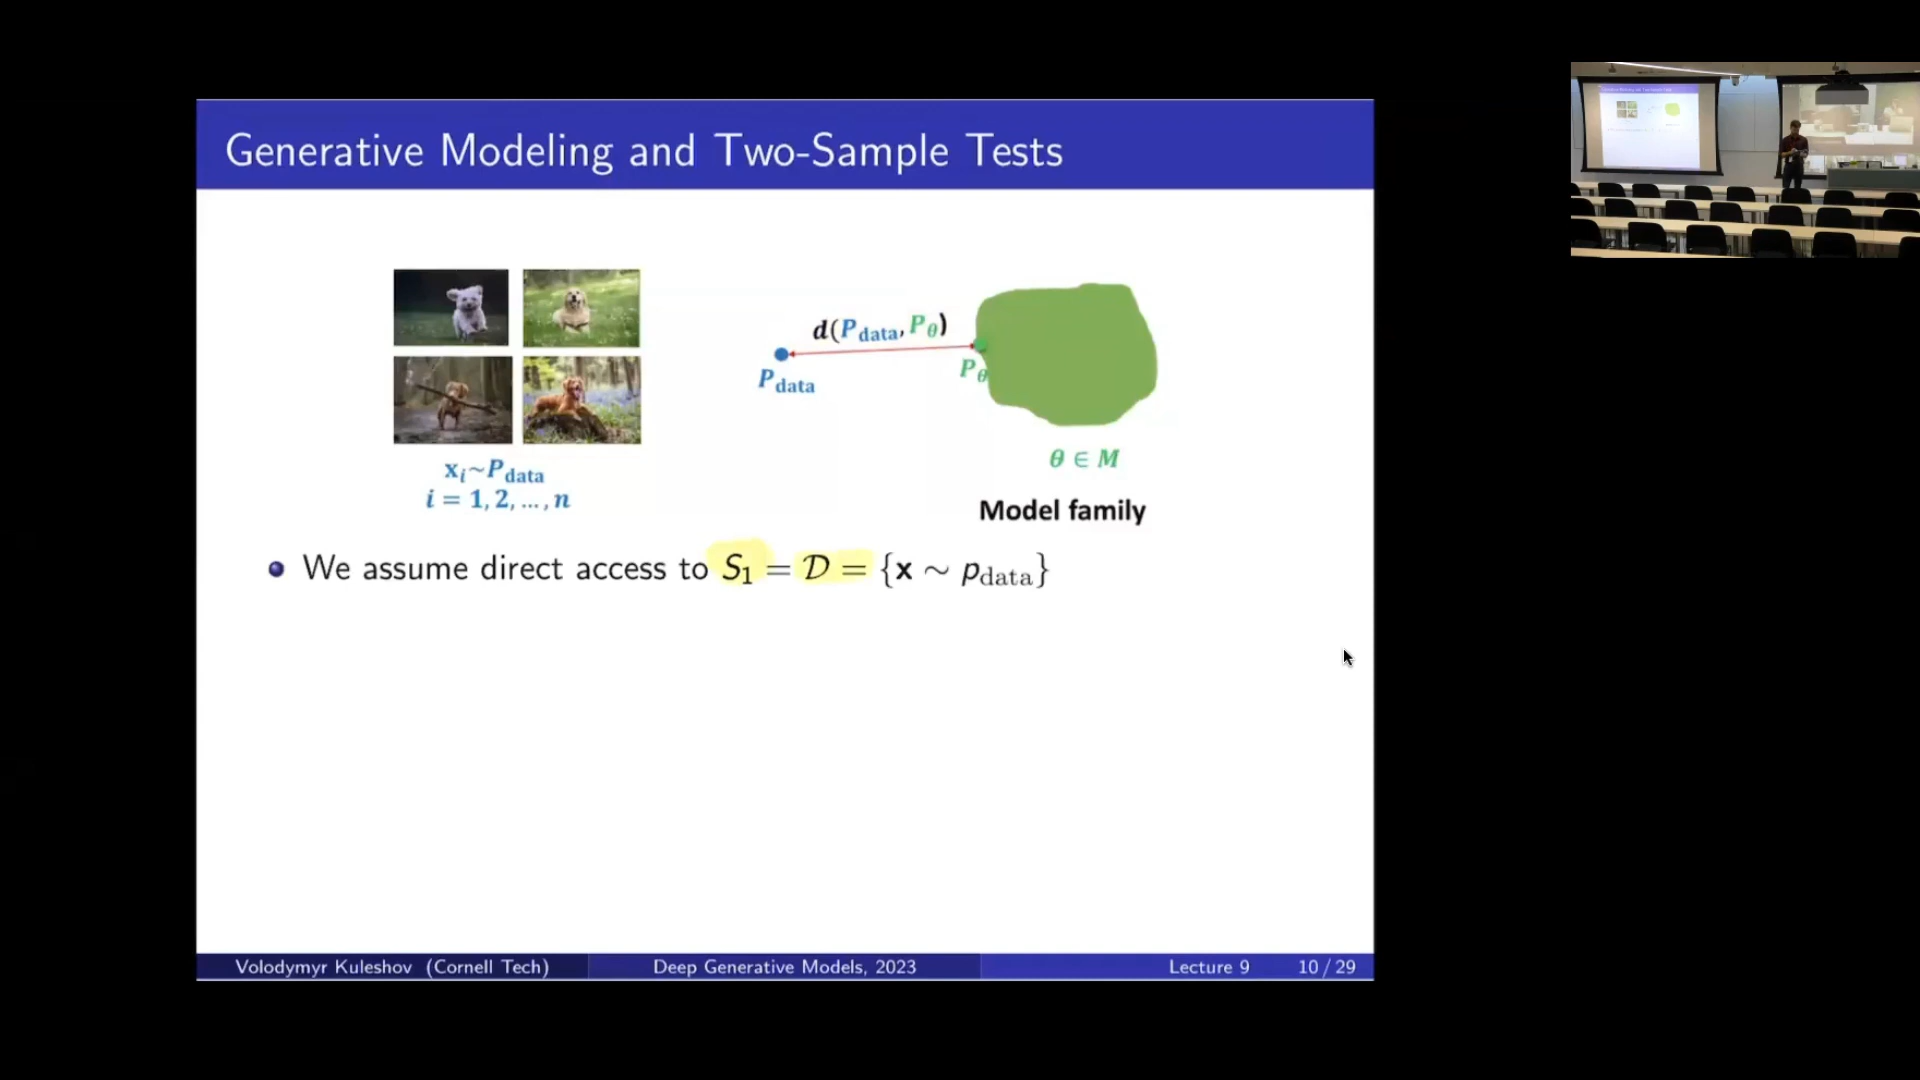 Generative Modeling and Two-Sample Tests
d(P_data, P_θ)
P_data
P_θ
x_i~P_data
i = 1, 2, ..., n
θ ∈ M
Model family
We assume direct access to S_1 = 𝒟 = {x ∼ p_data}
Volodymyr Kuleshov (Cornell Tech) Deep Generative Models, 2023 Lecture 9 10 / 29